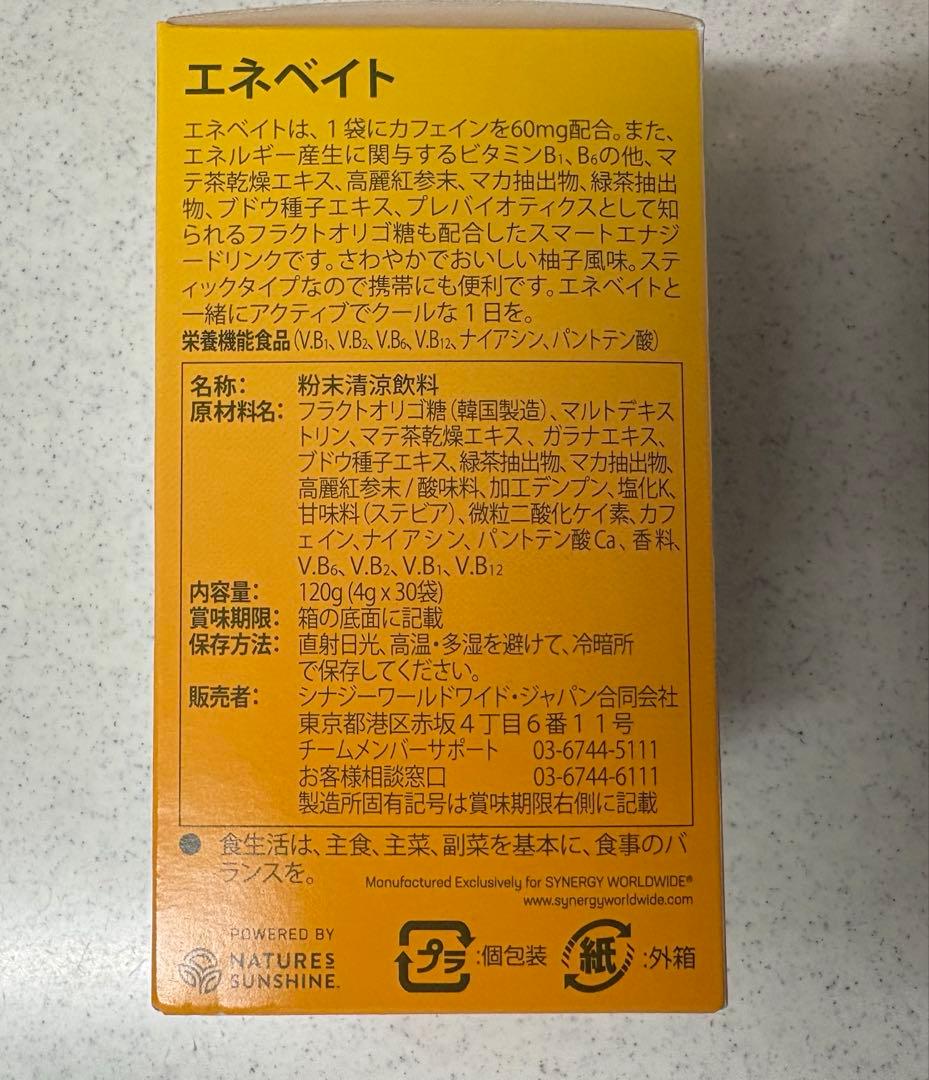 エネベイト
エネベイトは、1袋にカフェインを60mg配合。また、
エネルギー産生に関与するビタミンB1、B6の他、マ
テ茶乾燥エキス、高麗紅参末、マカ抽出物、緑茶抽出
物、ブドウ種子エキス、プレバイオティクスとして知
られるフラクトオリゴ糖も配合したスマートエナジ
ードリンクです。さわやかでおいしい柚子風味。ステ
ィックタイプなので携帯にも便利です。エネベイトと
一緒にアクティブでクールな1日を。
栄養機能食品(V.B1、V.B2、V.B6、V.B12、ナイアシン、パントテン酸)
名称: 粉末清涼飲料
原材料名: フラクトオリゴ糖(韓国製造)、マルトデキス
トリン、マテ茶乾燥エキス、ガラナエキス、
ブドウ種子エキス、緑茶抽出物、マカ抽出物、
高麗紅参末/酸味料、加工デンプン、塩化K、
甘味料(ステビア)、微粒二酸化ケイ素、カフ
ェイン、ナイアシン、パントテン酸Ca、香料、
V.B6、V.B2、V.B1、V.B12
内容量: 120g (4g x 30袋)
賞味期限: 箱の底面に記載
保存方法: 直射日光、高温・多湿を避けて、冷暗所
で保存してください。
販売者: シナジーワールドワイド・ジャパン合同会社
東京都港区赤坂4丁目6番11号
チームメンバーサポート 03-6744-5111
お客様相談窓口 03-6744-6111
製造所固有記号は賞味期限右側に記載
● 食生活は、主食、主菜、副菜を基本に、食事のバ
ランスを。
Manufactured Exclusively for SYNERGY WORLDWIDE®
www.synergyworldwide.com
POWERED BY
NATURES
SUNSHINE™
プラ:個包装 紙:外箱